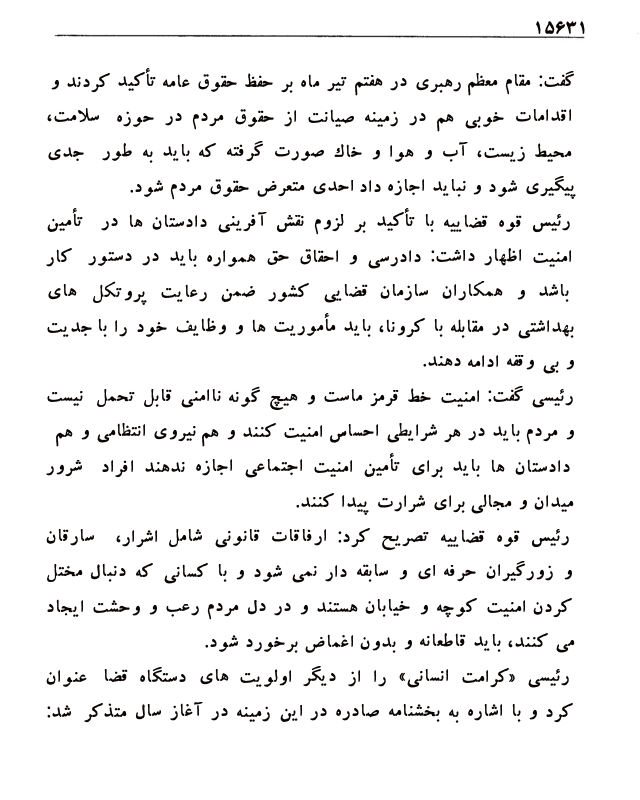 ۱۵۶۳۱
گفت: مقام معظم رهبری در هفتم تیر ماه بر حفظ حقوق عامه تأکید کردند و
اقدامات خوبی هم در زمینه صیانت از حقوق مردم در حوزه سلامت،
محیط زیست، آب و هوا و خاك صورت گرفته که باید به طور جدی
پیگیری شود و نباید اجازه داد احدی متعرض حقوق مردم شود.
رئیس قوه قضاییه با تأکید بر لزوم نقش آفرینی دادستان ها در تأمین
امنیت اظهار داشت: دادرسی و احقاق حق همواره باید در دستور کار
باشد و همکاران سازمان قضایی کشور ضمن رعایت پروتکل های
بهداشتی در مقابله با کرونا، باید مأموریت ها و وظایف خود را با جدیت
و بی وقفه ادامه دهند.
رئیسی گفت: امنیت خط قرمز ماست و هیچ گونه ناامنی قابل تحمل نیست
و مردم باید در هر شرایطی احساس امنیت کنند و هم نیروی انتظامی و هم
دادستان ها باید برای تأمین امنیت اجتماعی اجازه ندهند افراد شرور
میدان و مجالی برای شرارت پیدا کنند.
رئیس قوه قضاییه تصریح کرد: ارفاقات قانونی شامل اشرار، سارقان
و زورگیران حرفه ای و سابقه دار نمی شود و با کسانی که دنبال مختل
کردن امنیت کوچه و خیابان هستند و در دل مردم رعب و وحشت ایجاد
می کنند، باید قاطعانه و بدون اغماض برخورد شود.
رئیسی «کرامت انسانی» را از دیگر اولویت های دستگاه قضا عنوان
کرد و با اشاره به بخشنامه صادره در این زمینه در آغاز سال متذکر شد: